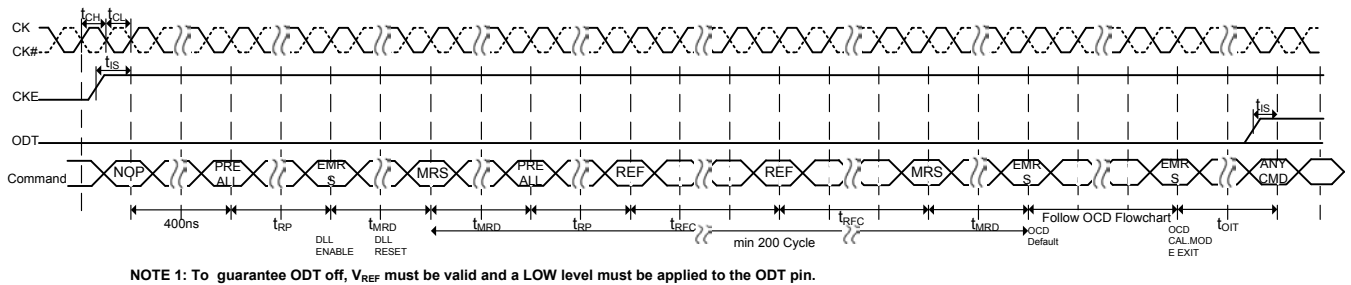 CK
CK#
tCH
tCL
tIS
CKE
ODT
tIS
Command
NOP
PRE ALL
EMR S
MRS
PRE ALL
REF
REF
MRS
EMR S
EMR S
ANY CMD
400ns
tRP
tMRD
tMRD
tRP
tRFC
tRFC
tMRD
Follow OCD Flowchart
tOIT
DLL ENABLE
DLL RESET
min 200 Cycle
OCD Default
OCD CAL.MOD E EXIT
NOTE 1: To guarantee ODT off, VREF must be valid and a LOW level must be applied to the ODT pin.